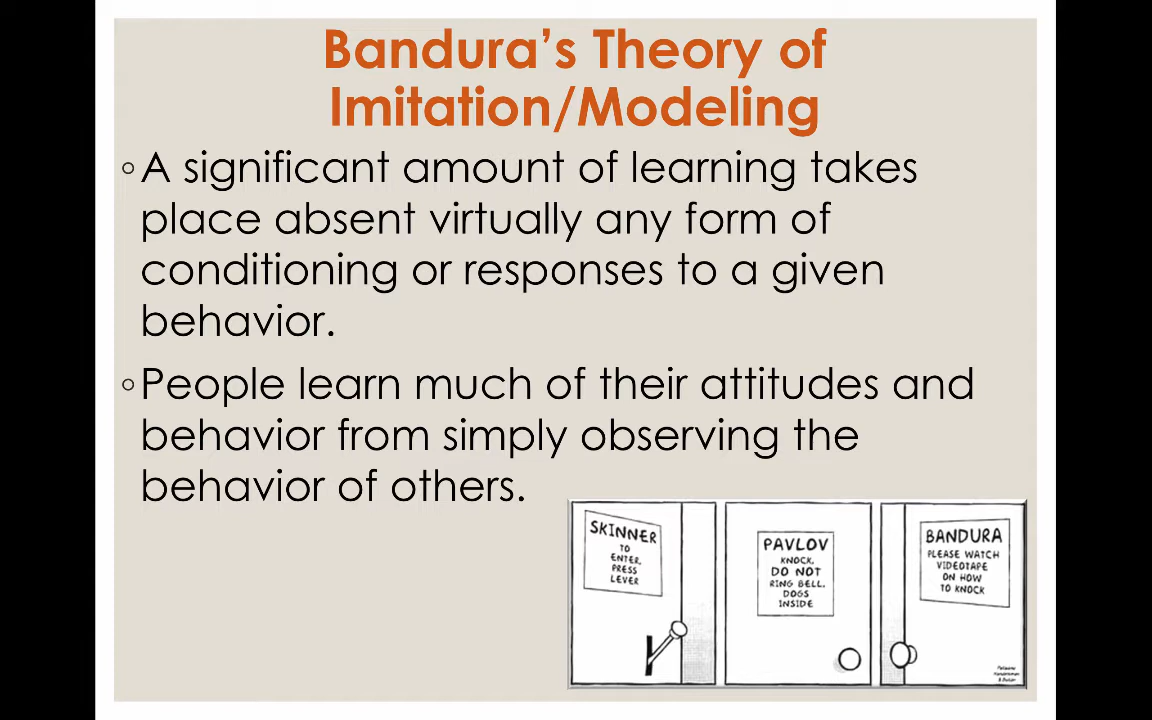 Bandura’s Theory of
Imitation/Modeling
◦A significant amount of learning takes
place absent virtually any form of
conditioning or responses to a given
behavior.
◦People learn much of their attitudes and
behavior from simply observing the
behavior of others.
SKINNER
TO
ENTER,
PRESS
LEVER
PAVLOV
KNOCK,
DO NOT
RING BELL,
DOGS
INSIDE
BANDURA
PLEASE WATCH
VIDEOTAPE
ON HOW
TO KNOCK